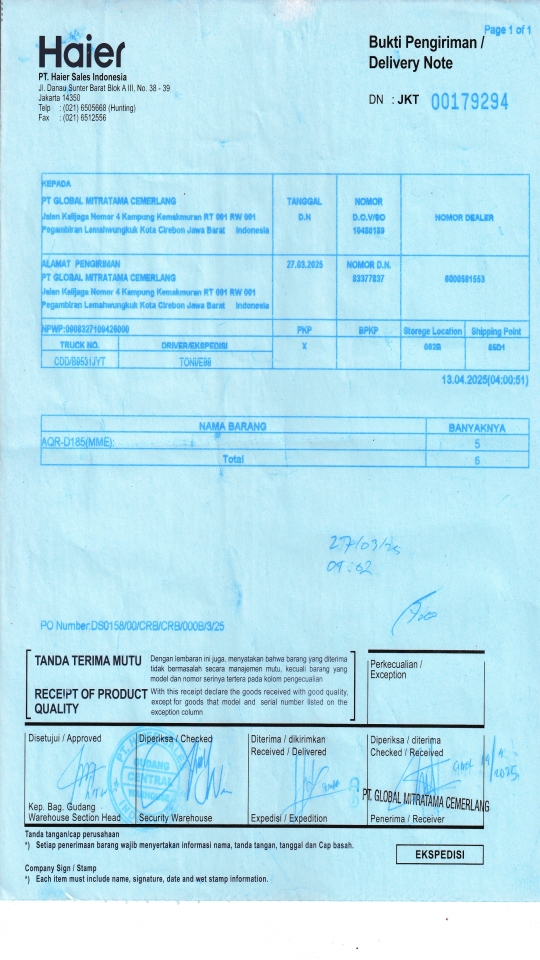 Page 1 of 1
Haier
Bukti Pengiriman /
Delivery Note
PT. Haier Sales Indonesia
Jl. Danau Sunter Barat Blok A III, No. 38 - 39
Jakarta 14350
Telp : (021) 6505668 (Hunting)
Fax : (021) 6512556
DN : JKT 00179294
KEPADA
PT GLOBAL MITRATAMA CEMERLANG
Jalan Kalijaga Nomor 4 Kampung Kemakmuran RT 001 RW 001
Pegambiran Lemahwungkuk Kota Cirebon Jawa Barat Indonesia
TANGGAL
D.N
NOMOR
D.O.V/SO
NOMOR DEALER
ALAMAT PENGIRIMAN
PT GLOBAL MITRATAMA CEMERLANG
Jalan Kalijaga Nomor 4 Kampung Kemakmuran RT 001 RW 001
Pegambiran Lemahwungkuk Kota Cirebon Jawa Barat Indonesia
27.03.2025
NOMOR D.N.
83377837
PKP BPKP Storege Location Shipping Point
TRUCK NO. DRIVER/EKSPEDISI X
13.04.2025(04:00:51)
NAMA BARANG BANYAKNYA
AQR-D185(MME): 5
Total
27/03/25
PO Number:DS0158/00/CRB/CRB/000B/3/25
TANDA TERIMA MUTU
Dengan lembaran ini juga, menyatakan bahwa barang yang diterima
tidak bermasalah secara manajemen mutu, kecuali barang yang
model dan nomor serinya tertera pada kolom pengecualian
RECEIPT OF PRODUCT
QUALITY
With this receipt declare the goods received with good quality,
except for goods that model and serial number listed on the
exception column
Perkecualian /
Exception
Disetujui / Approved
Diperiksa / Checked
Diterima / dikirimkan
Received / Delivered
Diperiksa / diterima
Checked / Received
GUDANG
CENTRAL
PT. GLOBAL MITRATAMA CEMERLANG
Kep. Bag. Gudang
Warehouse Section Head
Security Warehouse
Expedisi / Expedition
Penerima / Receiver
Tanda tangan/cap perusahaan
*) Setiap penerimaan barang wajib menyertakan informasi nama, tanda tangan, tanggal dan Cap basah.
EKSPEDISI
Company Sign / Stamp
*) Each item must include name, signature, date and wet stamp information.